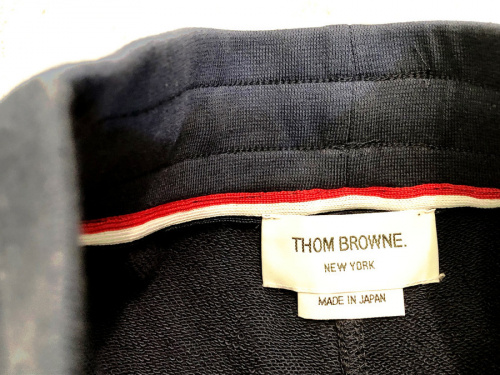 THOM BROWNE.
NEW YORK
MADE IN JAPAN